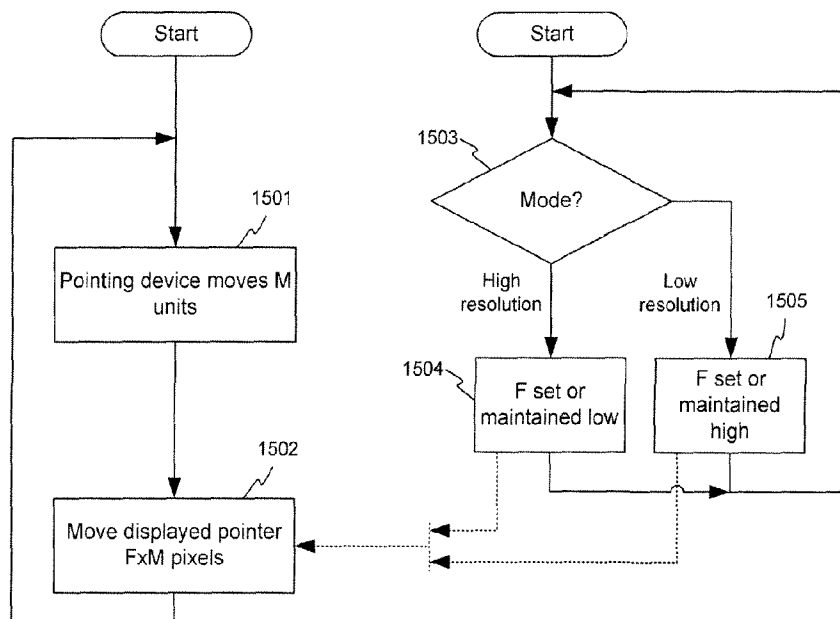 Start
1501
Pointing device moves M
units
1502
Move displayed pointer
FxM pixels
Start
1503
Mode?
High
resolution
Low
resolution
1504
F set or
maintained low
1505
F set or
maintained
high